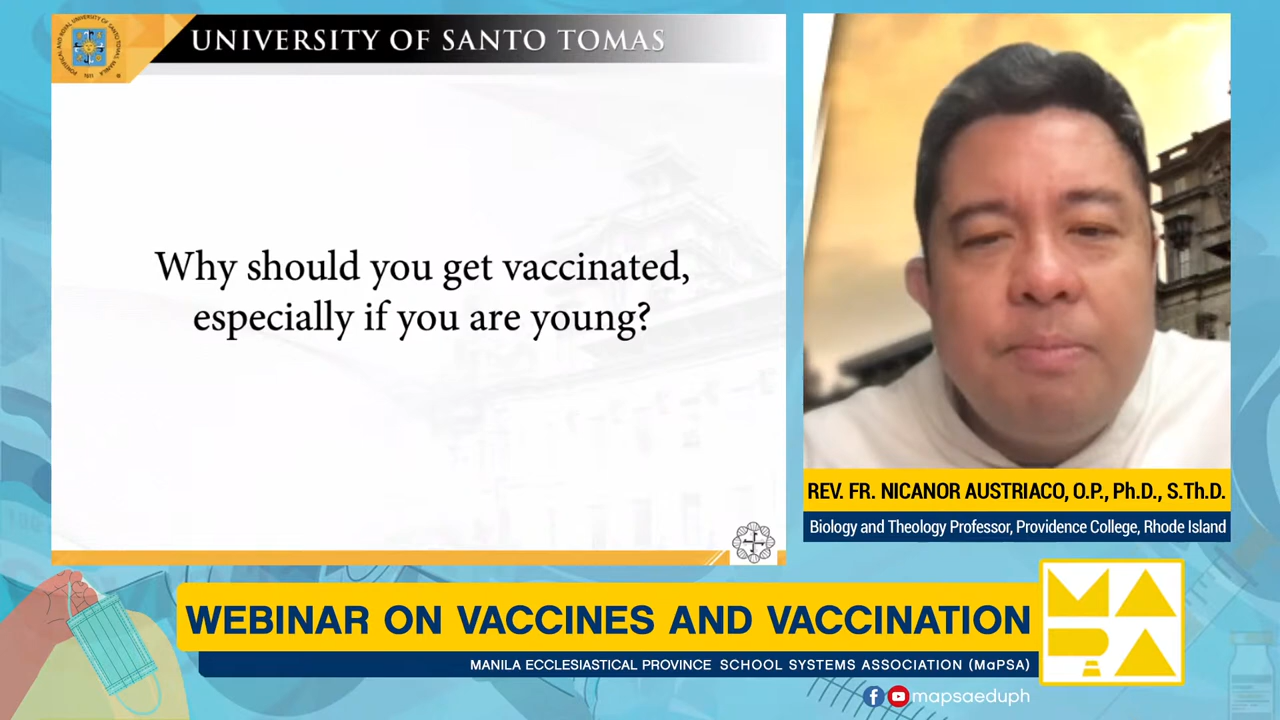 UNIVERSITY OF SANTO TOMAS
Why should you get vaccinated,
especially if you are young?
REV. FR. NICANOR AUSTRIACO, O.P., Ph.D., S.Th.D.
Biology and Theology Professor, Providence College, Rhode Island
WEBINAR ON VACCINES AND VACCINATION
MANILA ECCLESIASTICAL PROVINCE SCHOOL SYSTEMS ASSOCIATION (MaPSA)
MAPA
mapsaeduph